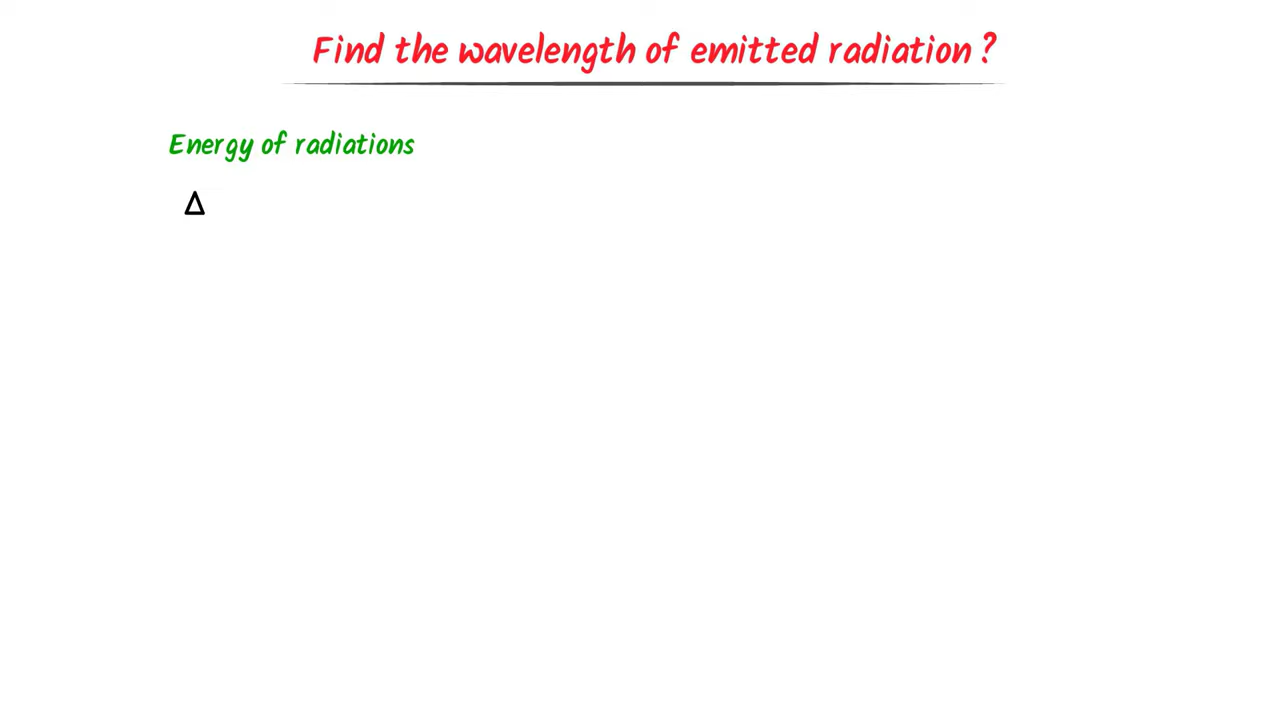 Find the wavelength of emitted radiation ?
Energy of radiations
Δ